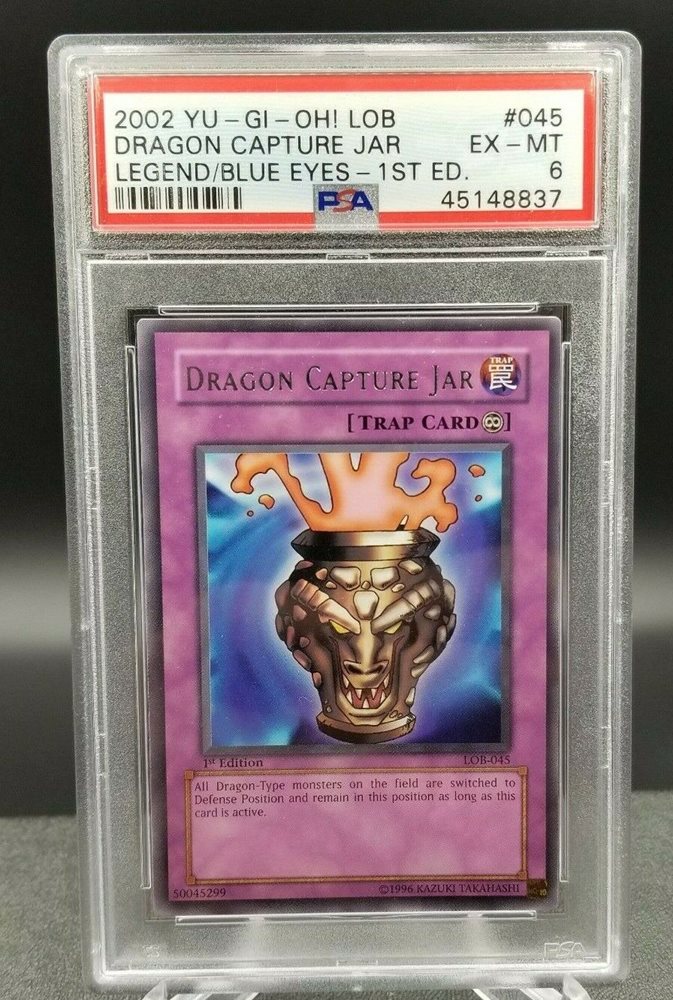 2002 YU-GI-OH! LOB #045
DRAGON CAPTURE JAR EX-MT
LEGEND/BLUE EYES-1ST ED. 6
PSA 45148837
DRAGON CAPTURE JAR
TRAP
罠
[TRAP CARD♾]
1st Edition LOB-045
All Dragon-Type monsters on the field are switched to
Defense Position and remain in this position as long as this
card is active.
50045299 ©1996 KAZUKI TAKAHASHI
PSA